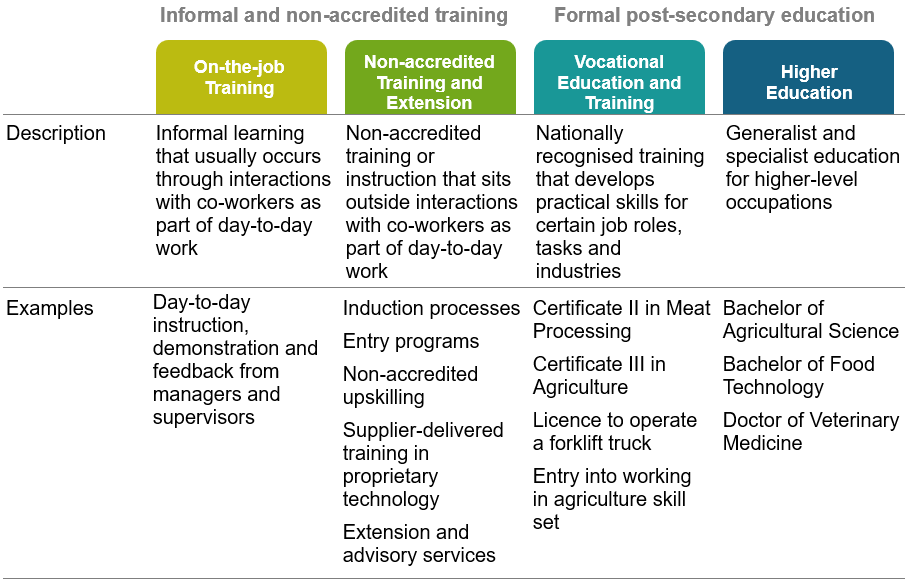 Informal and non-accredited training
Formal post-secondary education
On-the-job
Training
Non-accredited
Training and
Extension
Vocational
Education and
Training
Higher
Education
Description
Informal learning
that usually occurs
through interactions
with co-workers as
part of day-to-day
work
Non-accredited
training or
instruction that sits
outside interactions
with co-workers as
part of day-to-day
work
Nationally
recognised training
that develops
practical skills for
certain job roles,
tasks and
industries
Generalist and
specialist education
for higher-level
occupations
Examples
Day-to-day
instruction,
demonstration and
feedback from
managers and
supervisors
Induction processes
Entry programs
Non-accredited
upskilling
Supplier-delivered
training in
proprietary
technology
Extension and
advisory services
Certificate II in Meat
Processing
Certificate III in
Agriculture
Licence to operate
a forklift truck
Entry into working
in agriculture skill
set
Bachelor of
Agricultural Science
Bachelor of Food
Technology
Doctor of Veterinary
Medicine